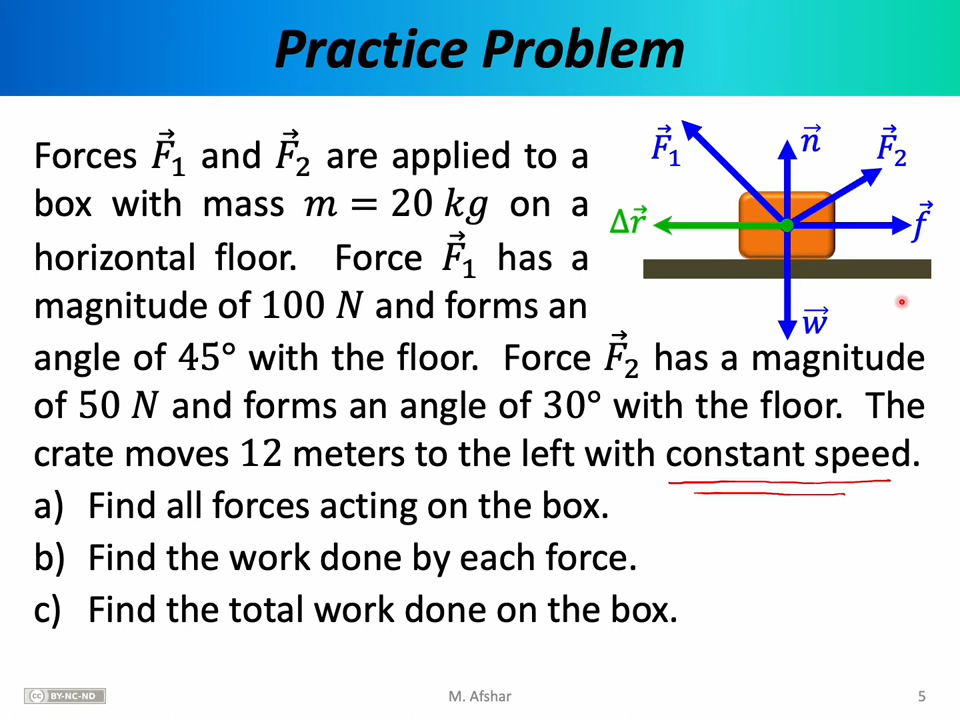 Practice Problem
Forces F⃗₁ and F⃗₂ are applied to a
box with mass m = 20 kg on a
horizontal floor. Force F⃗₁ has a
magnitude of 100 N and forms an
angle of 45° with the floor. Force F⃗₂ has a magnitude
of 50 N and forms an angle of 30° with the floor. The
crate moves 12 meters to the left with constant speed.
a) Find all forces acting on the box.
b) Find the work done by each force.
c) Find the total work done on the box.
F⃗₁
n⃗
F⃗₂
Δr⃗
f⃗
w⃗
cc BY-NC-ND
M. Afshar
5